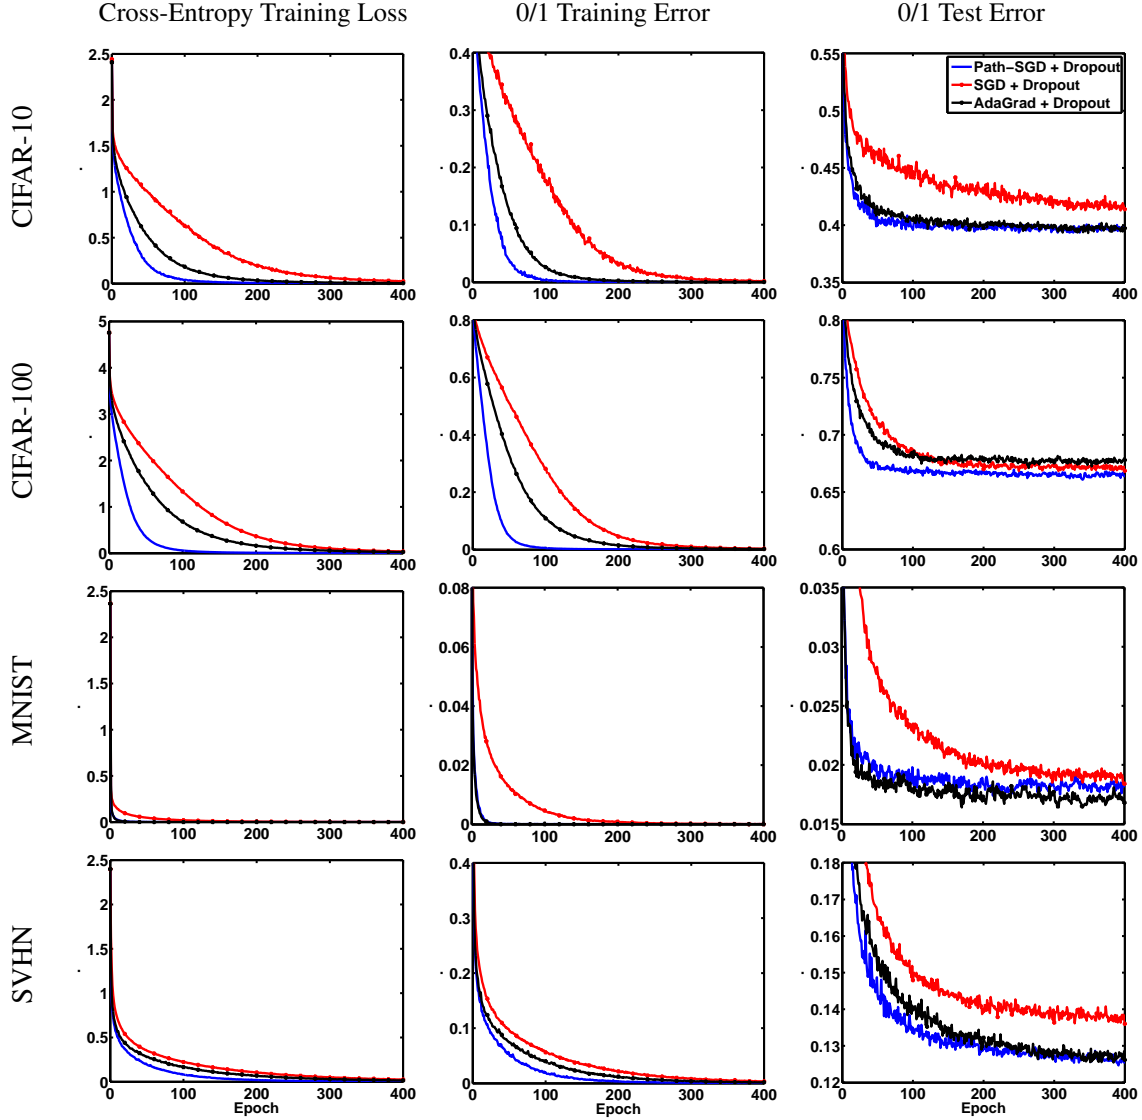 Cross-Entropy Training Loss 0/1 Training Error 0/1 Test Error
CIFAR-10
2.5
2
1.5
1
0.5
0
0 100 200 300 400
0.4
0.3
0.2
0.1
0
0 100 200 300 400
0.55
0.5
0.45
0.4
0.35
0 100 200 300 400
Path-SGD + Dropout
SGD + Dropout
AdaGrad + Dropout
CIFAR-100
5
4
3
2
1
0
0 100 200 300 400
0.8
0.6
0.4
0.2
0
0 100 200 300 400
0.8
0.75
0.7
0.65
0.6
0 100 200 300 400
MNIST
2.5
2
1.5
1
0.5
0
0 100 200 300 400
0.08
0.06
0.04
0.02
0
0 100 200 300 400
0.035
0.03
0.025
0.02
0.015
0 100 200 300 400
SVHN
2.5
2
1.5
1
0.5
0
0 100 200 300 400
Epoch
0.4
0.3
0.2
0.1
0
0 100 200 300 400
Epoch
0.18
0.17
0.16
0.15
0.14
0.13
0.12
0 100 200 300 400
Epoch